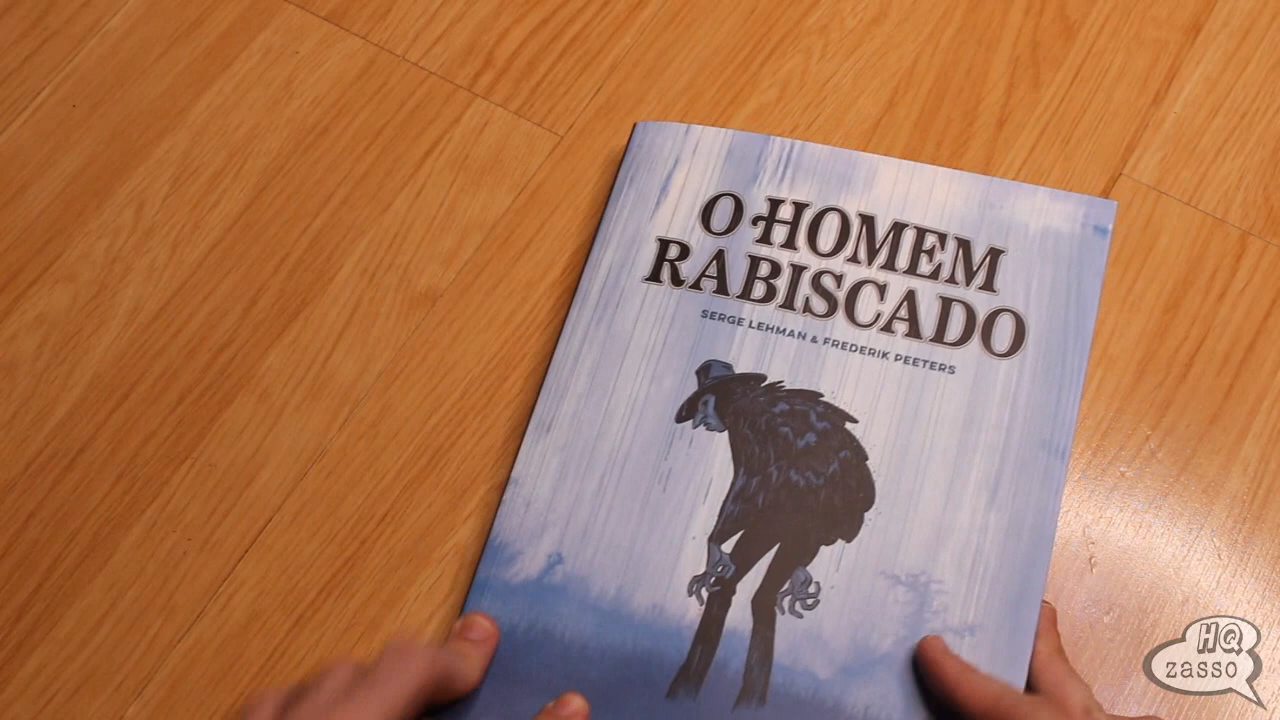 O HOMEM
RABISCADO
SERGE LEHMAN & FREDERIK PEETERS
HQ
zasso